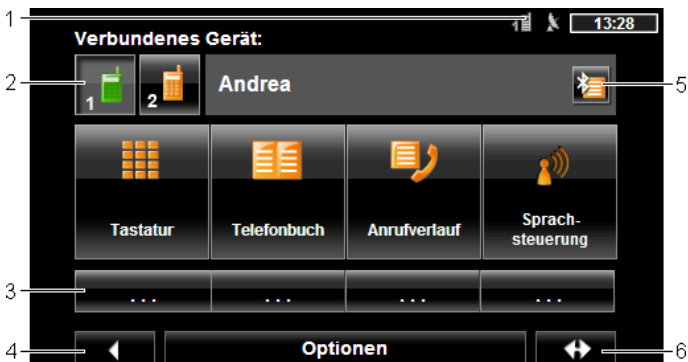 1
1 13:28
Verbundenes Gerät:
2
1 2 Andrea
5
Tastatur Telefonbuch Anrufverlauf Sprach-
steuerung
3
... ... ... ...
4
Optionen
6